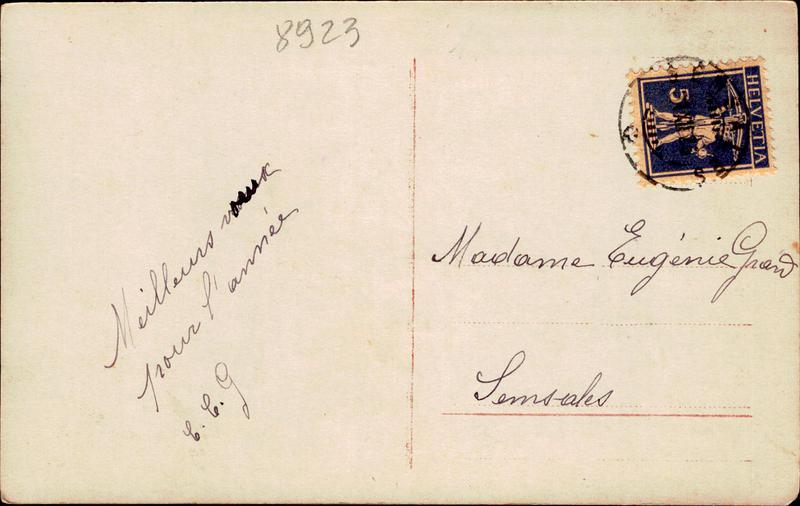 8923
HELVETIA
5
Meilleurs voeux
pour l'année
E. E. G
Madame Eugénie Grand
Semsales